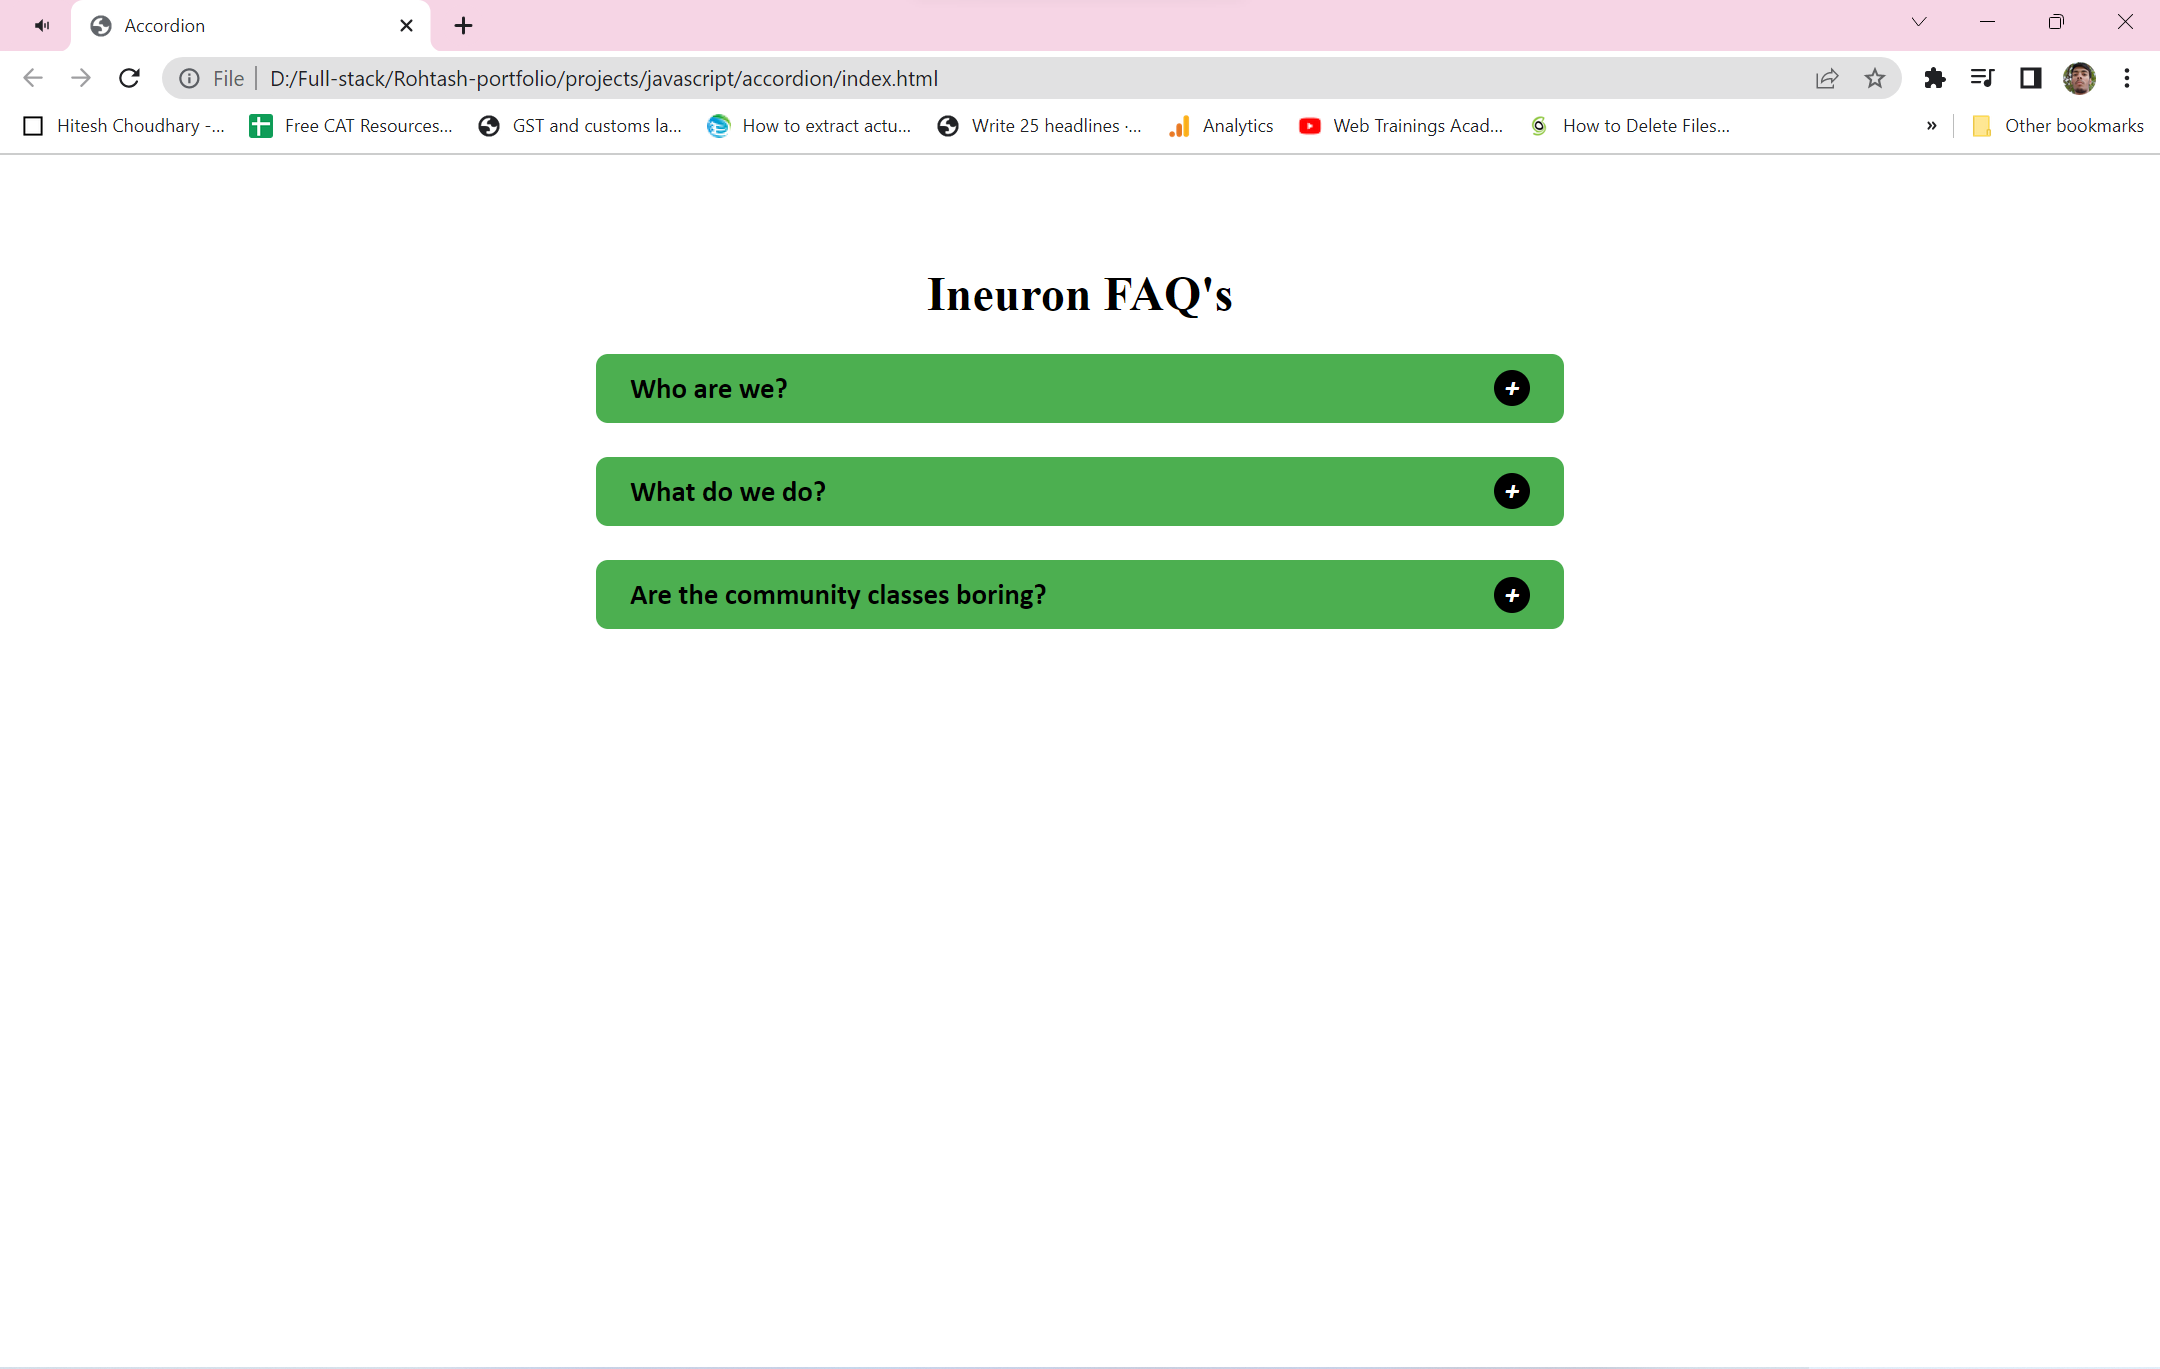 Accordion
File D:/Full-stack/Rohtash-portfolio/projects/javascript/accordion/index.html
Hitesh Choudhary -... Free CAT Resources... GST and customs la... How to extract actu... Write 25 headlines ·... Analytics Web Trainings Acad... How to Delete Files... » Other bookmarks
Ineuron FAQ's
Who are we? +
What do we do? +
Are the community classes boring? +